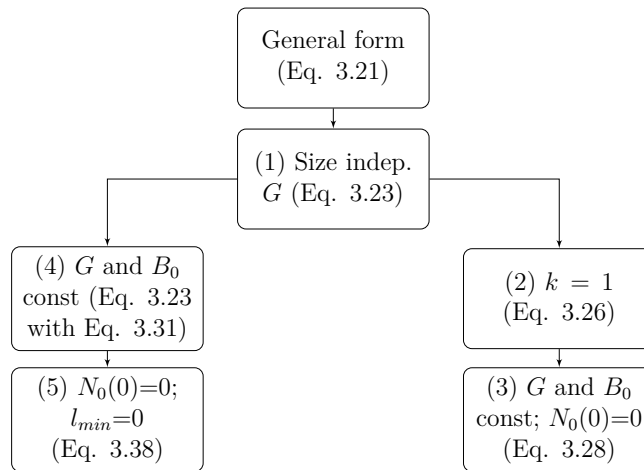 General form
(Eq. 3.21)
(1) Size indep.
G (Eq. 3.23)
(4) G and B₀
const (Eq. 3.23
with Eq. 3.31)
(2) k = 1
(Eq. 3.26)
(5) N₀(0)=0;
lₘᵢₙ=0
(Eq. 3.38)
(3) G and B₀
const; N₀(0)=0
(Eq. 3.28)